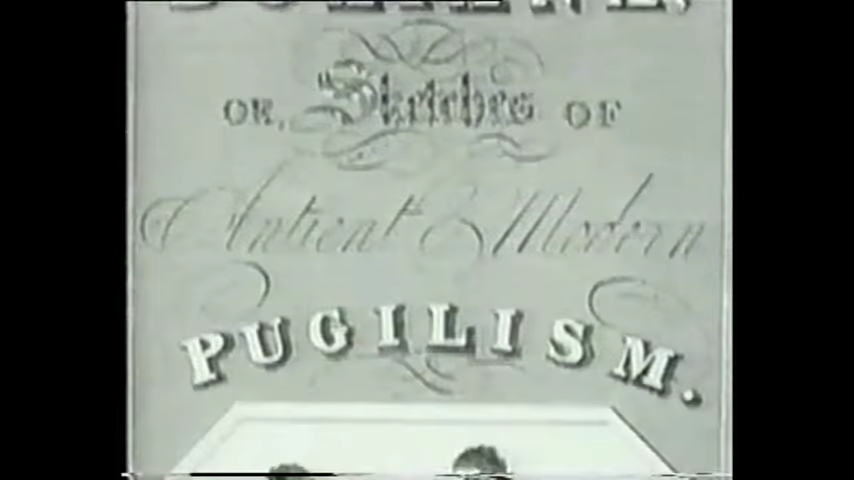 OR, Sketches OF
Antient & Modern
PUGILISM.